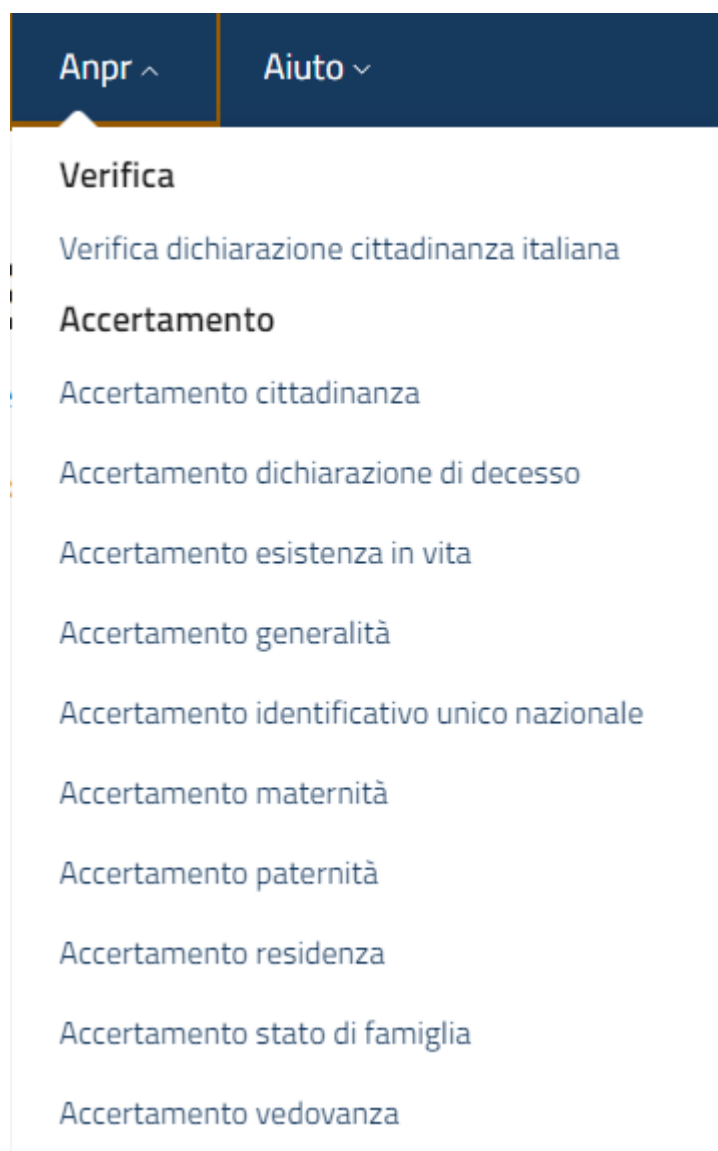 Anpr Aiuto
Verifica
Verifica dichiarazione cittadinanza italiana
Accertamento
Accertamento cittadinanza
Accertamento dichiarazione di decesso
Accertamento esistenza in vita
Accertamento generalità
Accertamento identificativo unico nazionale
Accertamento maternità
Accertamento paternità
Accertamento residenza
Accertamento stato di famiglia
Accertamento vedovanza